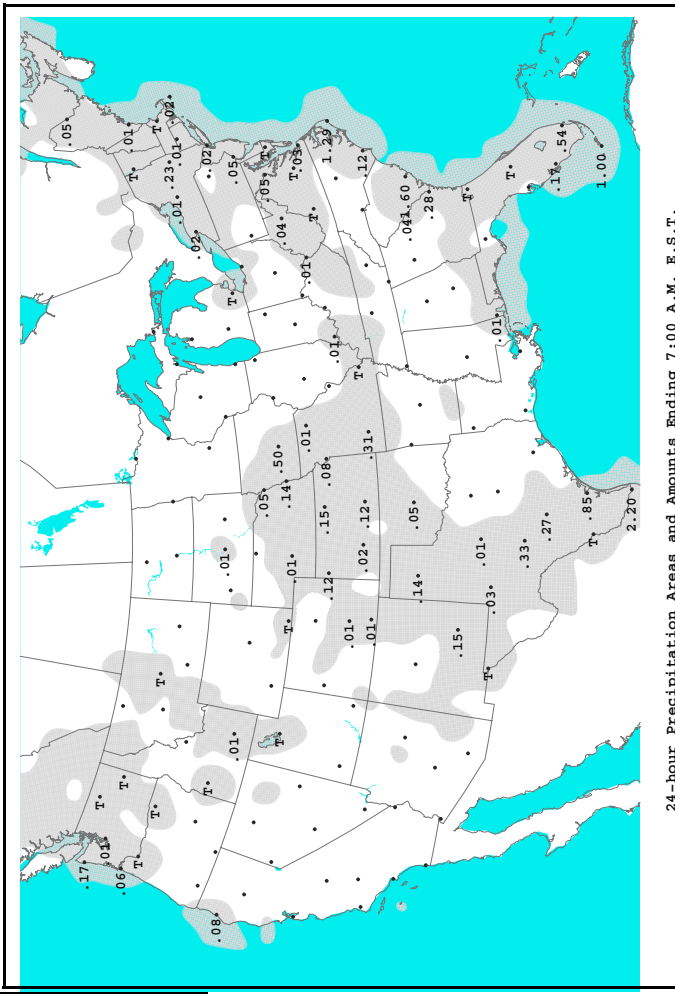 .05
.17
T
.01
.06
T
.01
T
T
T
T
T
.23
.02
.01
.01
.02
.02
T
.08
.01
T
.05
.01
.05
.05
T
.50
T
.04
.14
T
.01
T
.03
.01
.01
T
.15
.08
1.29
.12
.01
.01
T
.02
.12
.12
.31
.01
.60
.041
.05
.14
.28
.15
T
.01
T
.03
.01
T
.33
.27
.17
.54
.85
T
1.00
2.20
24-hour Precipitation Areas and Amounts Ending 7:00 A.M. E.S.T.